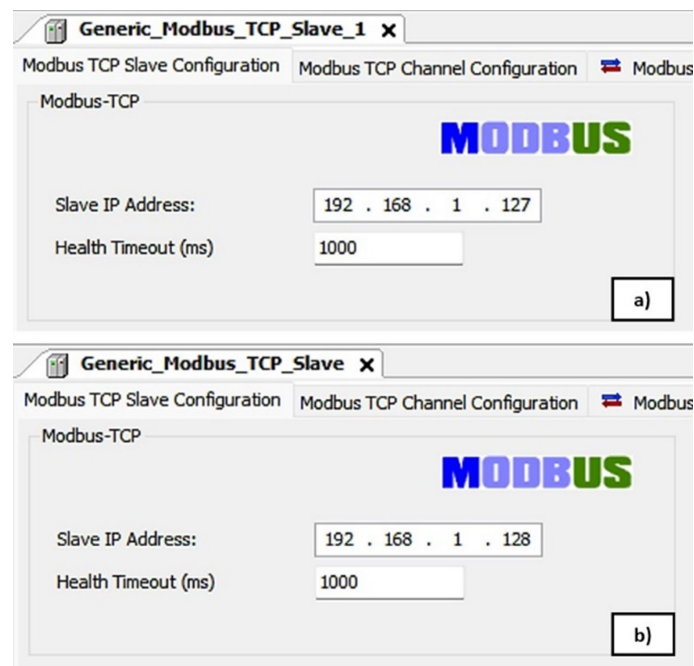 Generic_Modbus_TCP_Slave_1 x
Modbus TCP Slave Configuration Modbus TCP Channel Configuration Modbus
Modbus-TCP
MODBUS
Slave IP Address: 192 . 168 . 1 . 127
Health Timeout (ms) 1000
a)
Generic_Modbus_TCP_Slave x
Modbus TCP Slave Configuration Modbus TCP Channel Configuration Modbus
Modbus-TCP
MODBUS
Slave IP Address: 192 . 168 . 1 . 128
Health Timeout (ms) 1000
b)